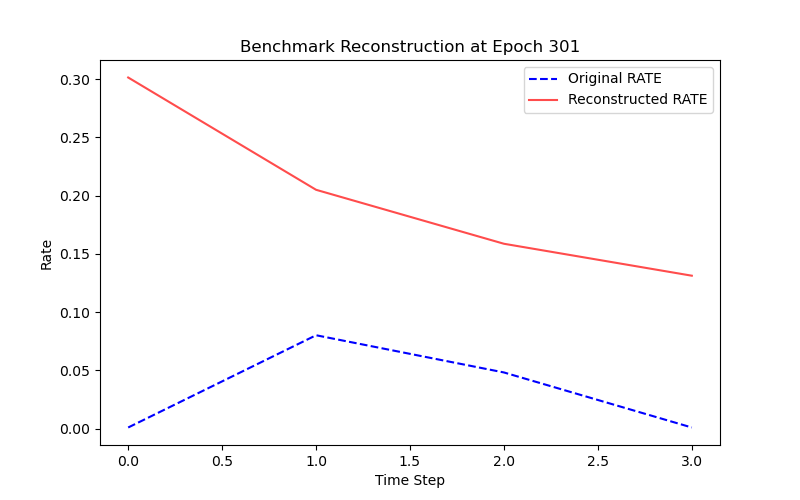 Benchmark Reconstruction at Epoch 301
Original RATE
Reconstructed RATE
0.30
0.25
0.20
0.15
0.10
0.05
0.00
Rate
0.0 0.5 1.0 1.5 2.0 2.5 3.0
Time Step